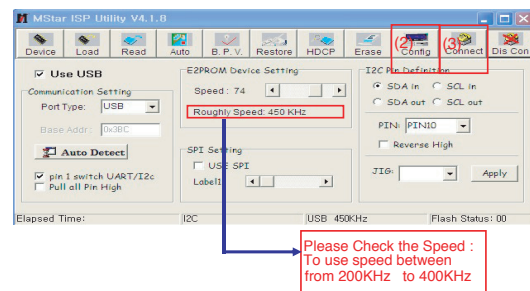 MStar ISP Utility V4.1.8
Device Load Read Auto B. P. V. Restore HDCP Erase Config Connect Dis Con
(2) (3)
Use USB
Communication Setting
Port Type: USB
Base Addr: 0x3BC
Auto Detect
pin 1 switch UART/I2c
Pull all Pin High
E2PROM Device Setting
Speed: 74
Roughly Speed: 450 KHz
SPI Setting
USE SPI
Label1
I2C Pin Definition
SDA in SCL in
SDA out SCL out
PIN: PIN10
Reverse High
JIG: Apply
Elapsed Time: I2C USB 450KHz Flash Status: 00
Please Check the Speed :
To use speed between
from 200KHz to 400KHz